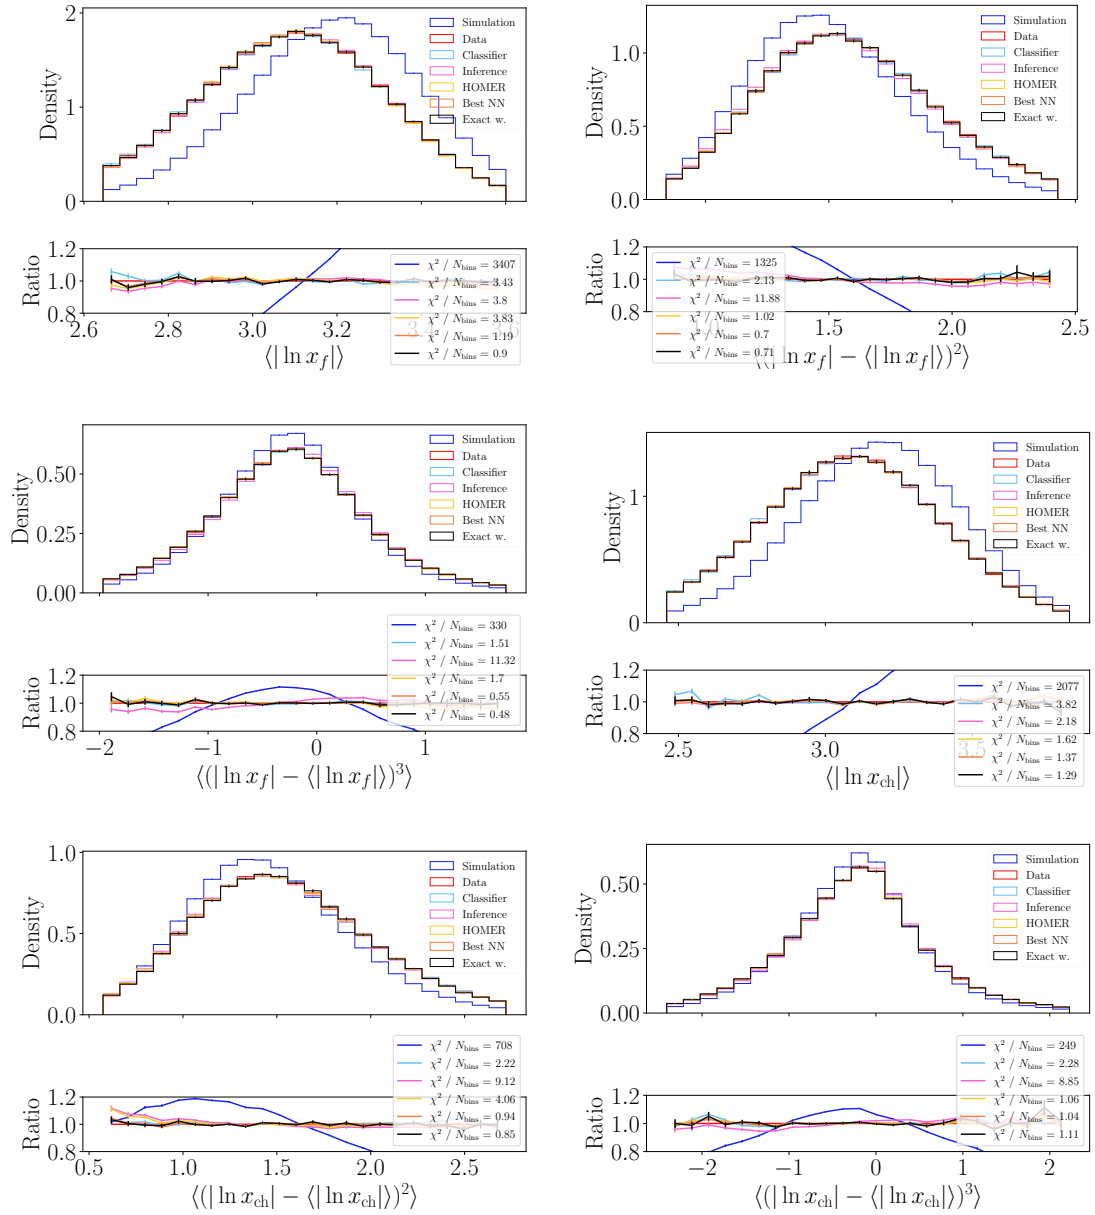 Density
2
1
0
Simulation
Data
Classifier
Inference
HOMER
Best NN
Exact w.
Ratio
1.2
1.0
0.8
χ² / N_bins = 3407
χ² / N_bins = 3.43
χ² / N_bins = 3.8
χ² / N_bins = 3.83
χ² / N_bins = 1.19
χ² / N_bins = 0.9
2.6 2.8 3.0 3.2 3.4 3.6
⟨| ln x_f|⟩
Density
1.0
0.5
0.0
Simulation
Data
Classifier
Inference
HOMER
Best NN
Exact w.
Ratio
1.2
1.0
0.8
χ² / N_bins = 1325
χ² / N_bins = 2.13
χ² / N_bins = 11.88
χ² / N_bins = 1.02
χ² / N_bins = 0.7
χ² / N_bins = 0.71
1.0 1.5 2.0 2.5
⟨(| ln x_f| − ⟨| ln x_f|⟩)²⟩
Density
0.50
0.25
0.00
Simulation
Data
Classifier
Inference
HOMER
Best NN
Exact w.
Ratio
1.2
1.0
0.8
χ² / N_bins = 330
χ² / N_bins = 1.51
χ² / N_bins = 11.32
χ² / N_bins = 1.7
χ² / N_bins = 0.55
χ² / N_bins = 0.48
−2 −1 0 1
⟨(| ln x_f| − ⟨| ln x_f|⟩)³⟩
Density
1
0
Simulation
Data
Classifier
Inference
HOMER
Best NN
Exact w.
Ratio
1.2
1.0
0.8
χ² / N_bins = 2077
χ² / N_bins = 3.82
χ² / N_bins = 2.18
χ² / N_bins = 1.62
χ² / N_bins = 1.37
χ² / N_bins = 1.29
2.5 3.0 3.5
⟨| ln x_ch|⟩
Density
1.0
0.5
0.0
Simulation
Data
Classifier
Inference
HOMER
Best NN
Exact w.
Ratio
1.2
1.0
0.8
χ² / N_bins = 708
χ² / N_bins = 2.22
χ² / N_bins = 9.12
χ² / N_bins = 4.06
χ² / N_bins = 0.94
χ² / N_bins = 0.85
0.5 1.0 1.5 2.0 2.5
⟨(| ln x_ch| − ⟨| ln x_ch|⟩)²⟩
Density
0.50
0.25
0.00
Simulation
Data
Classifier
Inference
HOMER
Best NN
Exact w.
Ratio
1.2
1.0
0.8
χ² / N_bins = 249
χ² / N_bins = 2.28
χ² / N_bins = 8.85
χ² / N_bins = 1.06
χ² / N_bins = 1.04
χ² / N_bins = 1.11
−2 −1 0 1 2
⟨(| ln x_ch| − ⟨| ln x_ch|⟩)³⟩